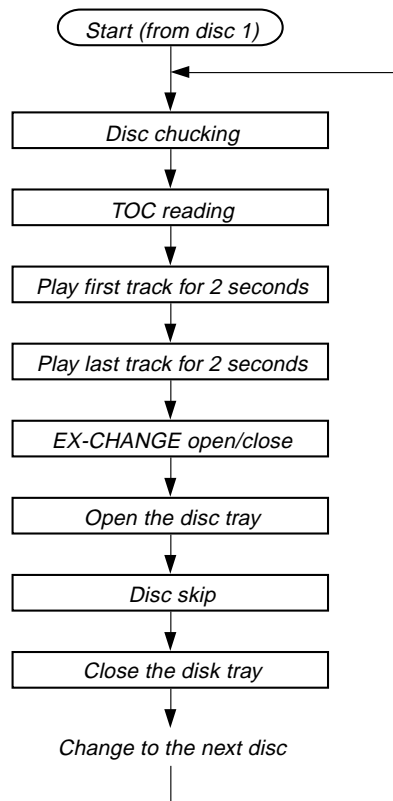 Start (from disc 1)
Disc chucking
TOC reading
Play first track for 2 seconds
Play last track for 2 seconds
EX-CHANGE open/close
Open the disc tray
Disc skip
Close the disk tray
Change to the next disc